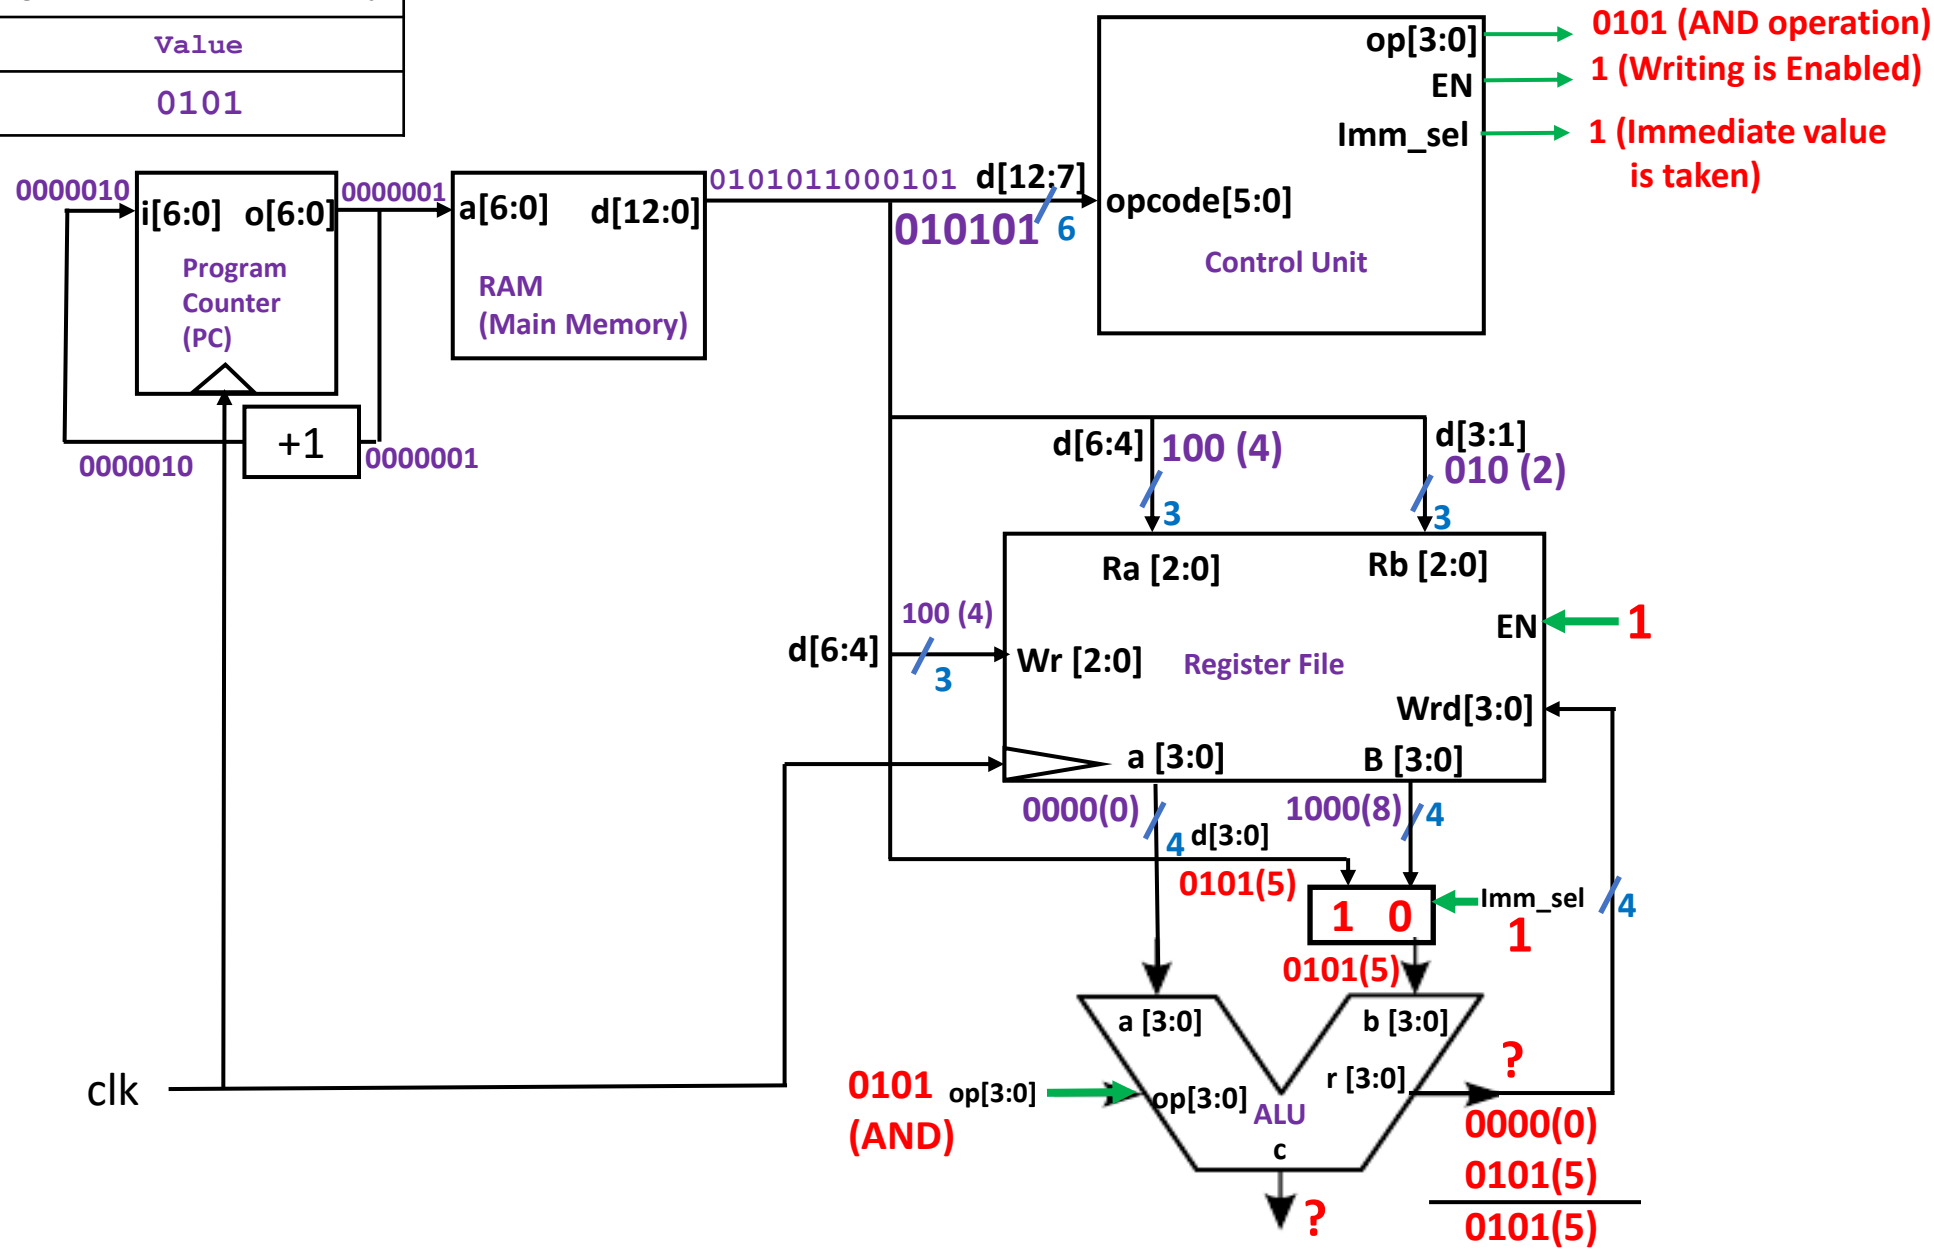 Value
0101
op[3:0]
0101 (AND operation)
EN
1 (Writing is Enabled)
Imm_sel
1 (Immediate value
is taken)
opcode[5:0]
Control Unit
0000010
i[6:0]
o[6:0]
0000001
Program
Counter
(PC)
a[6:0]
d[12:0]
RAM
(Main Memory)
0101011000101
d[12:7]
010101
6
+1
0000010
0000001
d[6:4]
100 (4)
3
d[3:1]
010 (2)
3
Ra [2:0]
Rb [2:0]
100 (4)
d[6:4]
3
Wr [2:0]
Register File
EN
1
Wrd[3:0]
a [3:0]
B [3:0]
0000(0)
4
1000(8)
4
d[3:0]
0101(5)
1 0
Imm_sel
1
4
0101(5)
a [3:0]
b [3:0]
clk
0101
(AND)
op[3:0]
op[3:0]
ALU
r [3:0]
c
?
?
0000(0)
0101(5)
0101(5)